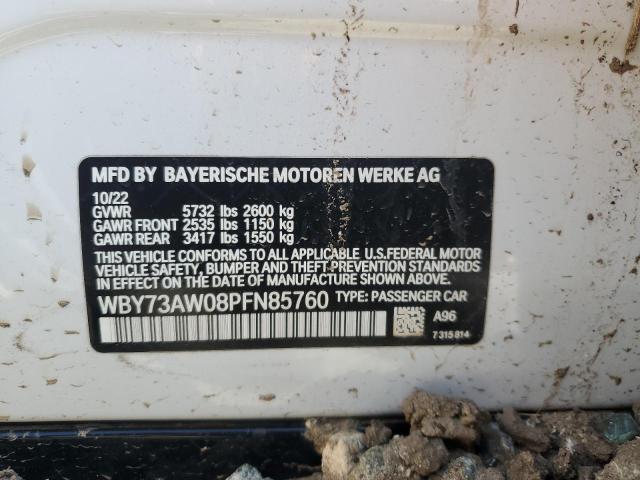 MFD BY BAYERISCHE MOTOREN WERKE AG
10/22
GVWR 5732 lbs 2600 kg
GAWR FRONT 2535 lbs 1150 kg
GAWR REAR 3417 lbs 1550 kg
THIS VEHICLE CONFORMS TO ALL APPLICABLE U.S.FEDERAL MOTOR
VEHICLE SAFETY, BUMPER AND THEFT-PREVENTION STANDARDS
IN EFFECT ON THE DATE OF MANUFACTURE SHOWN ABOVE.
WBY73AW08PFN85760 TYPE: PASSENGER CAR
A96
7 315 814